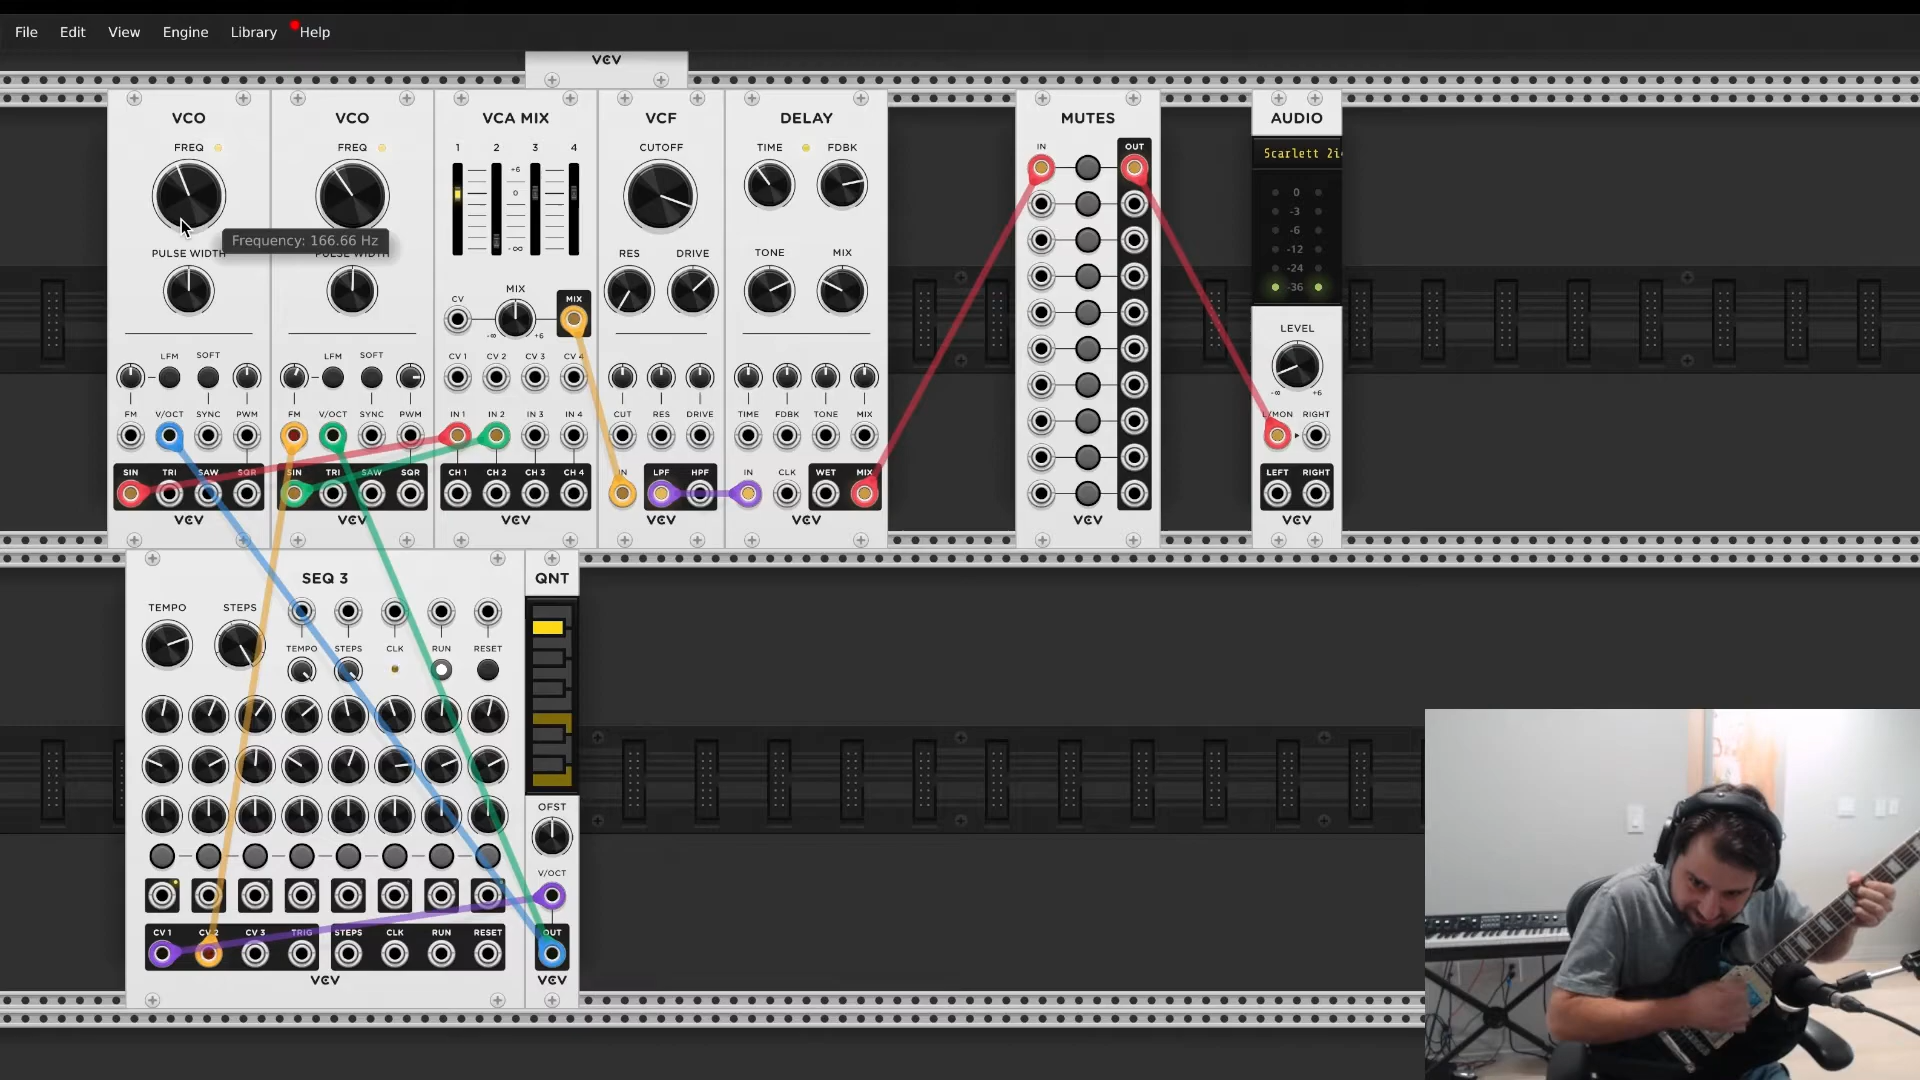 File Edit View Engine Library Help
VCV
VCO VCO VCA MIX VCF DELAY MUTES AUDIO
FREQ FREQ 1 2 3 4 CUTOFF TIME FDBK IN OUT
Scarlett 2i
+6
0
-∞
0
-3
-6
-12
-24
-36
Frequency: 166.66 Hz
PULSE WIDTH PULSE WIDTH RES DRIVE TONE MIX
CV MIX MIX
-∞ +6
LEVEL
-∞ +6
LFM SOFT LFM SOFT CV 1 CV 2 CV 3 CV 4
FM V/OCT SYNC PWM FM V/OCT SYNC PWM IN 1 IN 2 IN 3 IN 4 CUT RES DRIVE TIME FDBK TONE MIX L/MON RIGHT
SIN TRI SAW SQR SIN TRI SAW SQR CH 1 CH 2 CH 3 CH 4 IN LPF HPF IN CLK WET MIX LEFT RIGHT
VCV VCV VCV VCV VCV VCV VCV
SEQ 3 QNT
TEMPO STEPS
TEMPO STEPS CLK RUN RESET
OFST
V/OCT
CV 1 CV 2 CV 3 TRIG STEPS CLK RUN RESET OUT
VCV VCV